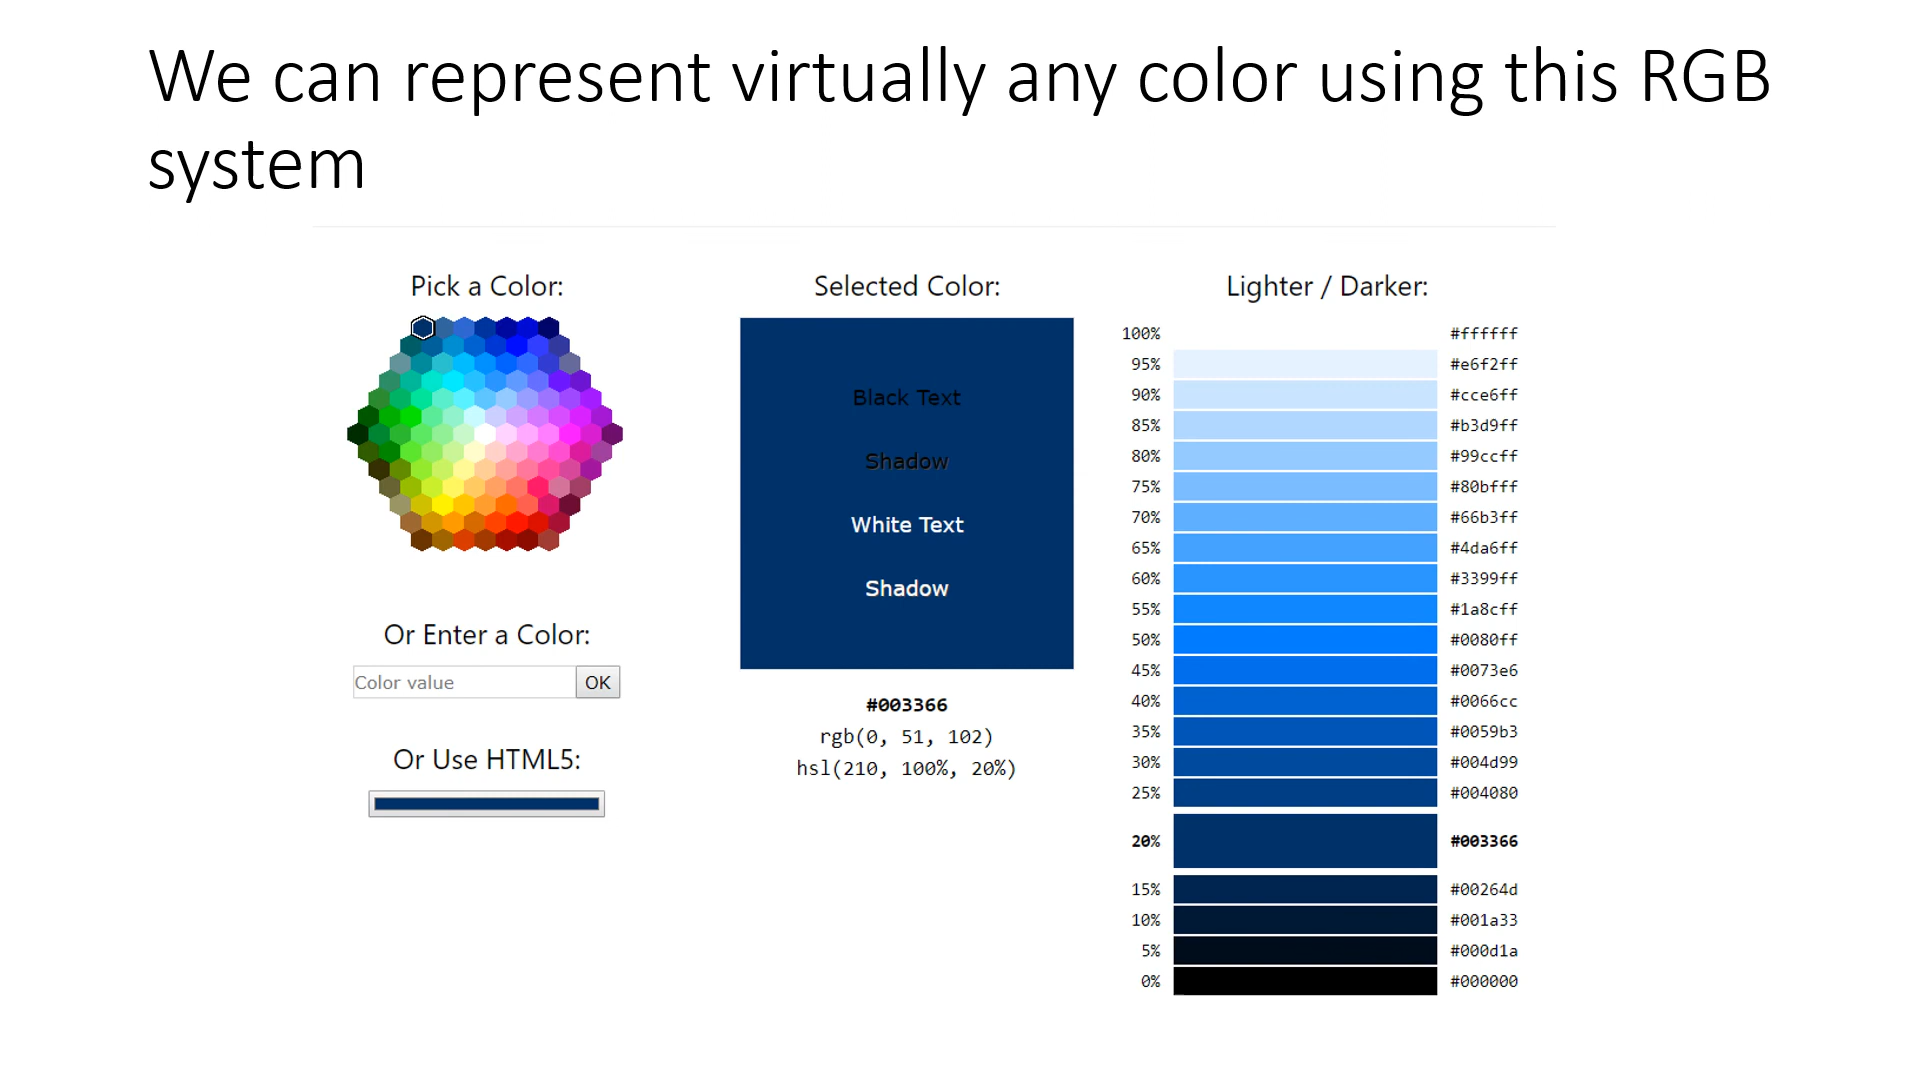 We can represent virtually any color using this RGB
system
Pick a Color:
Or Enter a Color:
Color value OK
Or Use HTML5:
Selected Color:
Black Text
Shadow
White Text
Shadow
#003366
rgb(0, 51, 102)
hsl(210, 100%, 20%)
Lighter / Darker:
100% #ffffff
95% #e6f2ff
90% #cce6ff
85% #b3d9ff
80% #99ccff
75% #80bfff
70% #66b3ff
65% #4da6ff
60% #3399ff
55% #1a8cff
50% #0080ff
45% #0073e6
40% #0066cc
35% #0059b3
30% #004d99
25% #004080
20% #003366
15% #00264d
10% #001a33
5% #000d1a
0% #000000